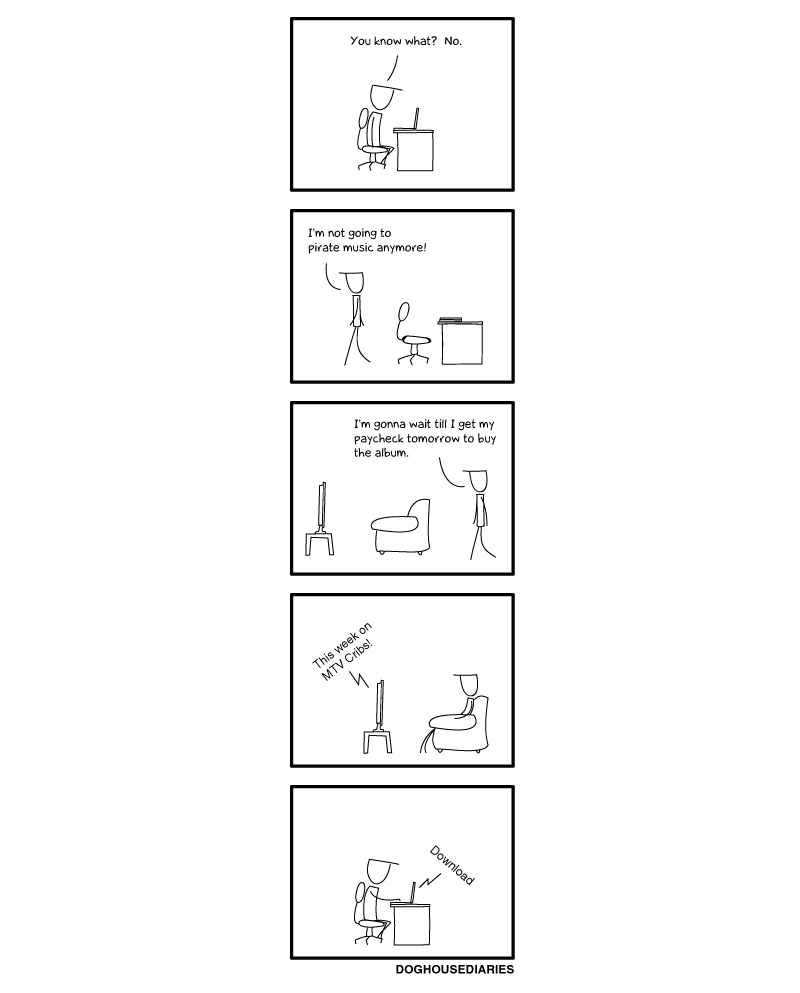 You know what?  No.
I'm not going to
pirate music anymore!
I'm gonna wait till I get my
paycheck tomorrow to buy
the album.
This week on
MTV Cribs!
Download
DOGHOUSEDIARIES